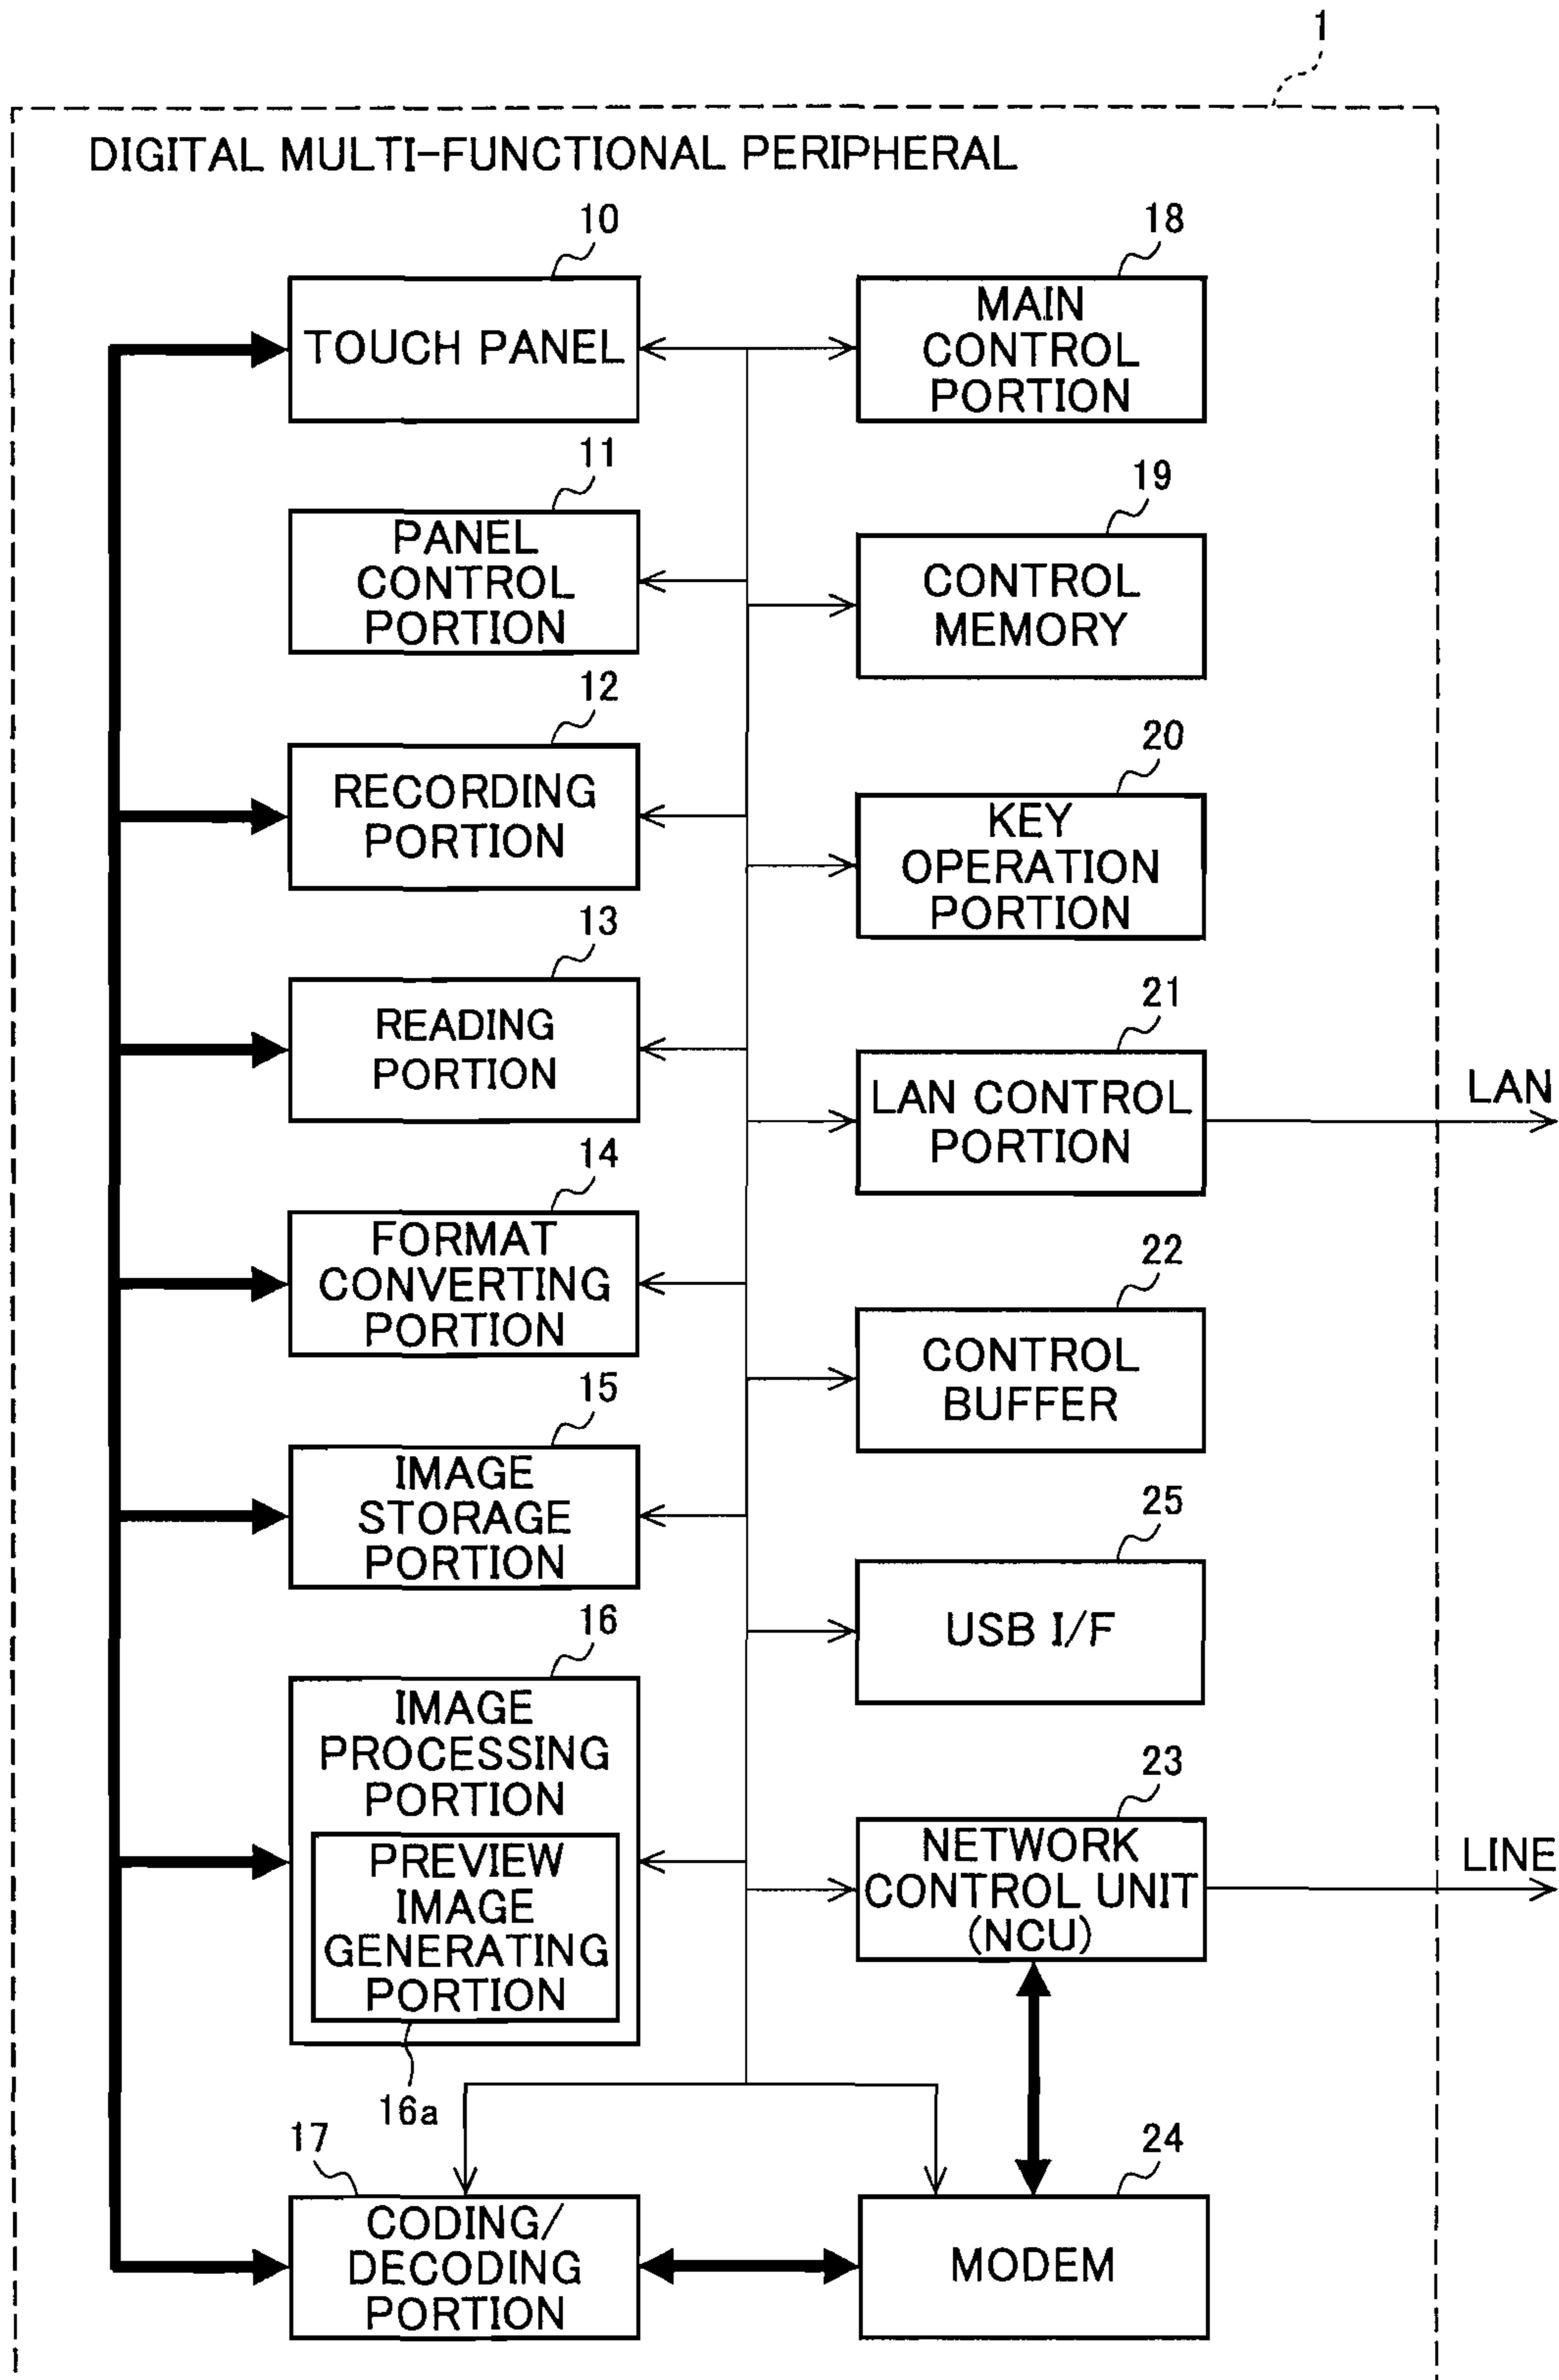 1
DIGITAL MULTI-FUNCTIONAL PERIPHERAL
10
TOUCH PANEL
18
MAIN
CONTROL
PORTION
11
PANEL
CONTROL
PORTION
19
CONTROL
MEMORY
12
RECORDING
PORTION
20
KEY
OPERATION
PORTION
13
READING
PORTION
21
LAN CONTROL
PORTION
LAN
14
FORMAT
CONVERTING
PORTION
22
CONTROL
BUFFER
15
IMAGE
STORAGE
PORTION
25
USB I/F
16
IMAGE
PROCESSING
PORTION
PREVIEW
IMAGE
GENERATING
PORTION
16a
23
NETWORK
CONTROL UNIT
(NCU)
LINE
17
CODING/
DECODING
PORTION
24
MODEM